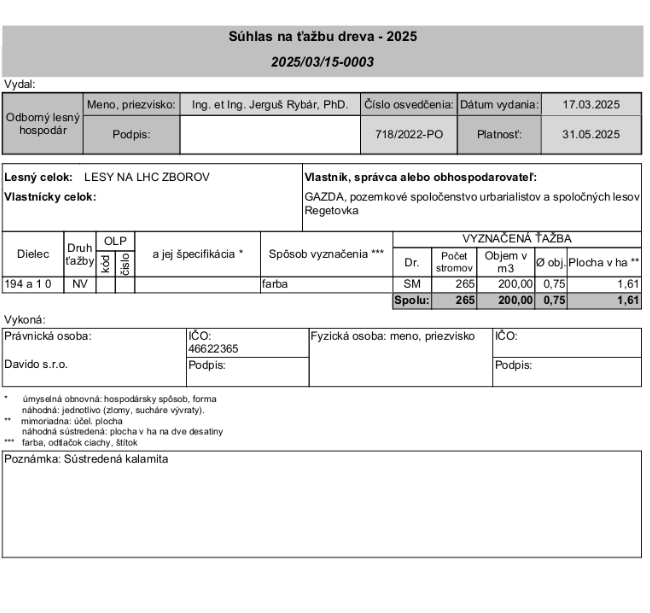 Súhlas na ťažbu dreva - 2025
2025/03/15-0003
Vydal:
Odborný lesný hospodár
Meno, priezvisko:
Ing. et Ing. Jerguš Rybár, PhD.
Číslo osvedčenia:
Dátum vydania:
17.03.2025
Podpis:
718/2022-PO
Platnosť:
31.05.2025
Lesný celok: LESY NA LHC ZBOROV
Vlastnícky celok:
Vlastník, správca alebo obhospodarovateľ:
GAZDA, pozemkové spoločenstvo urbarialistov a spoločných lesov
Regetovka
Dielec
Druh ťažby
OLP
kód
číslo
a jej špecifikácia *
Spôsob vyznačenia ***
VYZNAČENÁ ŤAŽBA
Dr.
Počet stromov
Objem v m3
Ø obj.
Plocha v ha **
194 a 1 0 NV farba SM 265 200,00 0,75 1,61
Spolu: 265 200,00 0,75 1,61
Vykoná:
Právnická osoba:
Davido s.r.o.
IČO:
46622365
Podpis:
Fyzická osoba: meno, priezvisko
IČO:
Podpis:
* úmyselná obnovná: hospodársky spôsob, forma
náhodná: jednotlivo (zlomy, sucháre vývraty).
** mimoriadna: účel. plocha
náhodná sústredená: plocha v ha na dve desatiny
*** farba, odtlačok ciachy, štítok
Poznámka: Sústredená kalamita